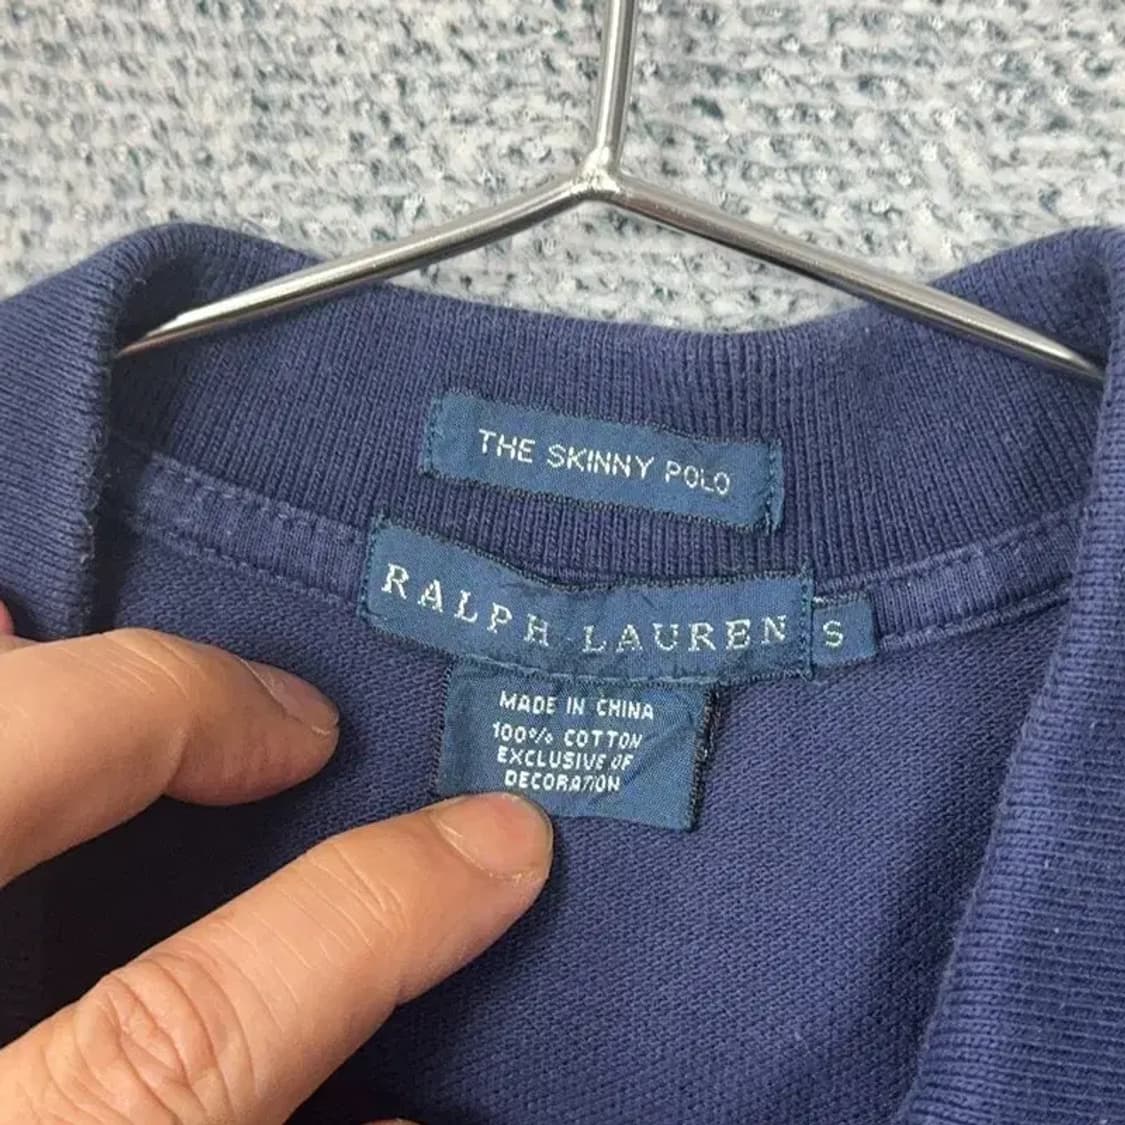 THE SKINNY POLO
RALPH LAUREN
S
MADE IN CHINA
100% COTTON
EXCLUSIVE OF
DECORATION